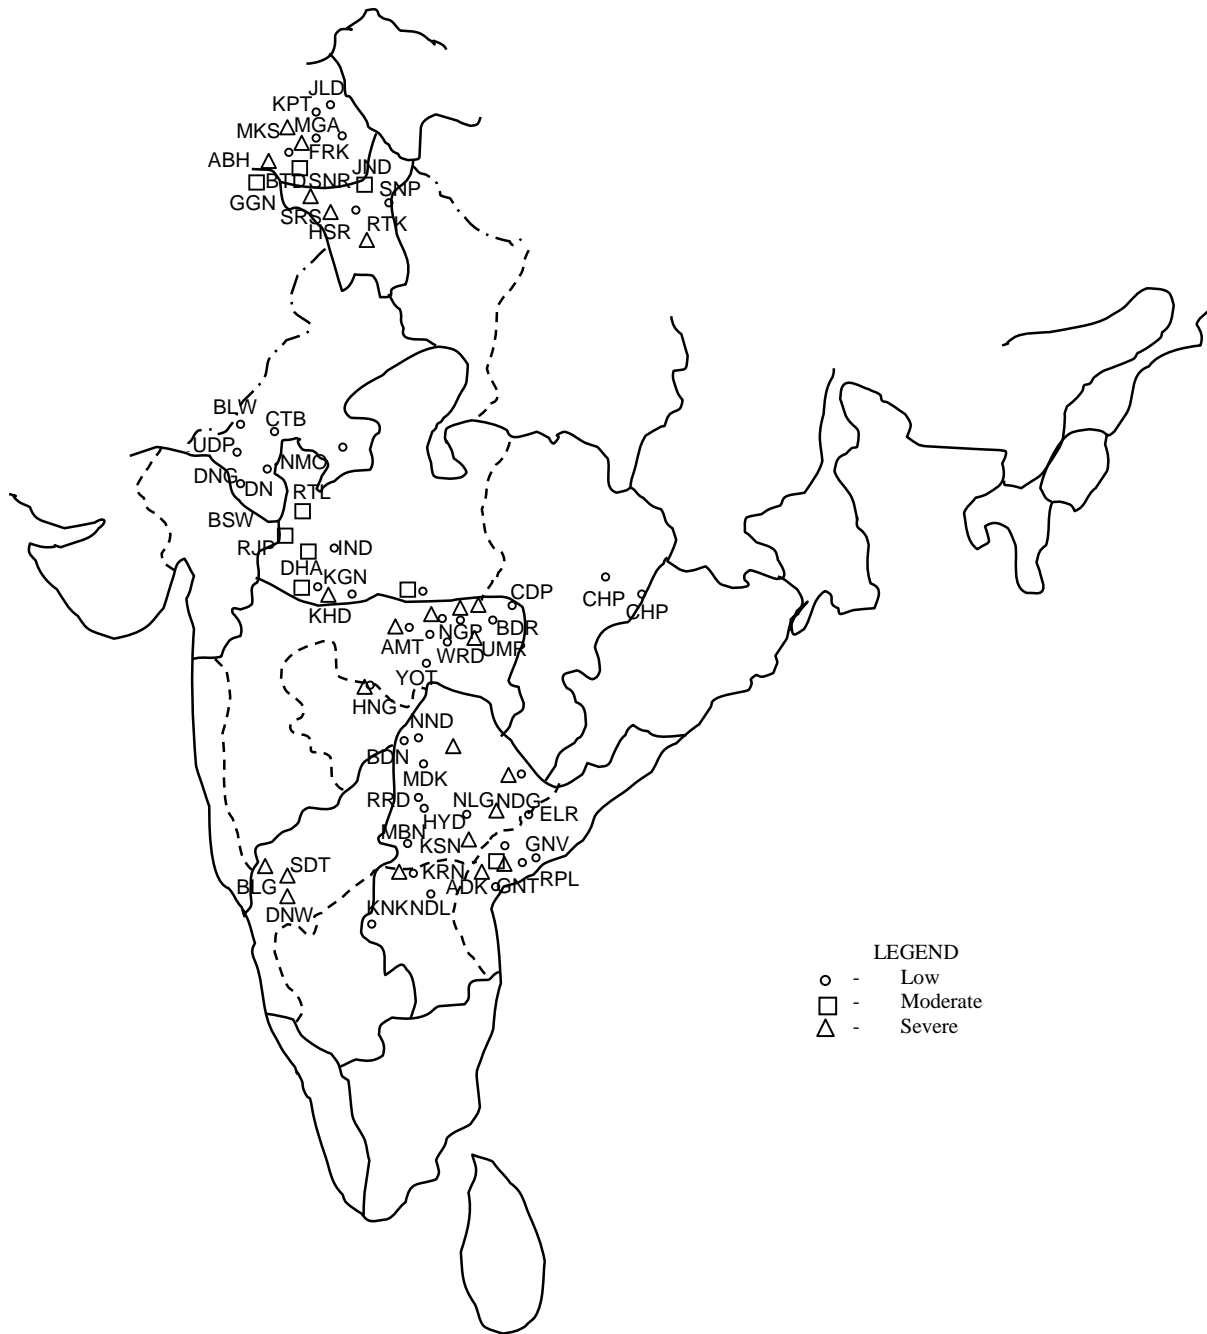 JLD
KPT
MKS MGA
ABH FRK
JND
BTD SNR SNP
GGN
SRS RTK
HSR
BLW
CTB
UDP
NMC
DNG DN
RTL
BSW
RJP IND
DHA
KGN
CDP
CHP
KHD CHP
NGP BDR
AMT WRD UMR
YOT
HNG
NND
BDN
MDK
RRD NLG NDG
HYD ELR
MBN
KSN GNV
SDT KRN
BLG ADK GNT RPL
DNW KNK NDL
LEGEND
- Low
- Moderate
- Severe